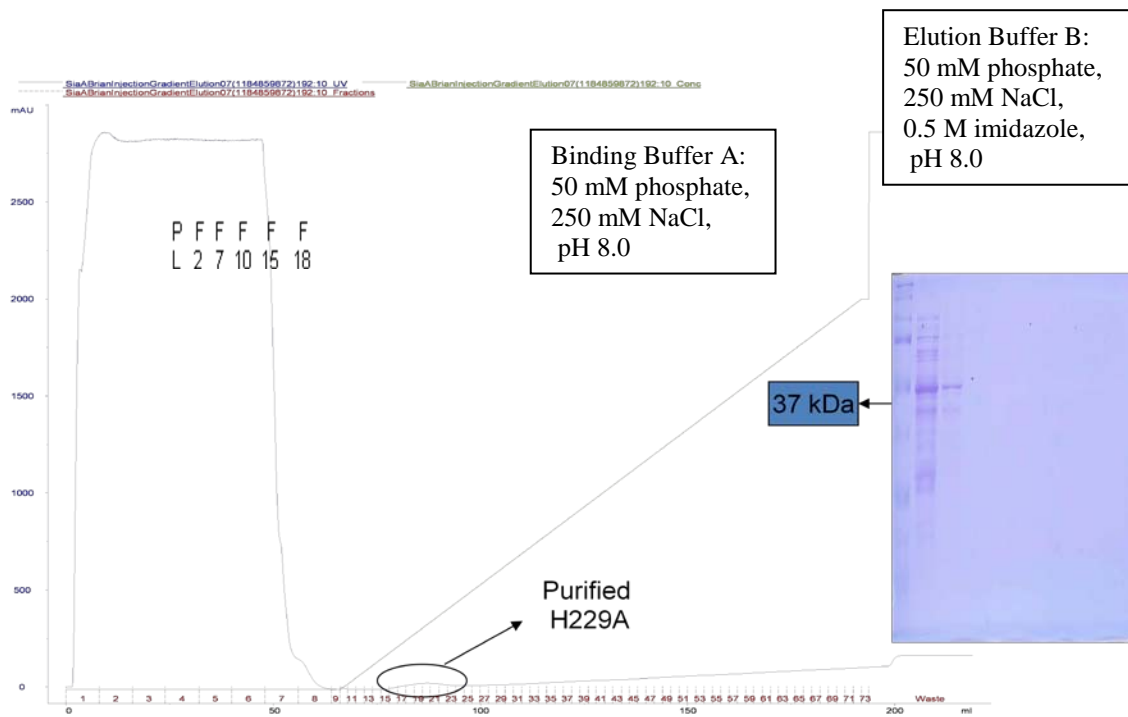 Elution Buffer B:
50 mM phosphate,
250 mM NaCl,
0.5 M imidazole,
pH 8.0
SiaABrianInjectionGradientElution07(1184859872)192:10_UV
SiaABrianInjectionGradientElution07(1184859872)192:10_Conc
SiaABrianInjectionGradientElution07(1184859872)192:10_Fractions
mAU
Binding Buffer A:
50 mM phosphate,
250 mM NaCl,
pH 8.0
2500
P F F F F F
L 2 7 10 15 18
2000
1500
37 kDa
1000
500
Purified
H229A
0
1 2 3 4 5 6 7 8 9 11 13 15 17 19 21 23 25 27 29 31 33 35 37 39 41 43 45 47 49 51 53 55 57 59 61 63 65 67 69 71 73 Waste
0 50 100 200 ml